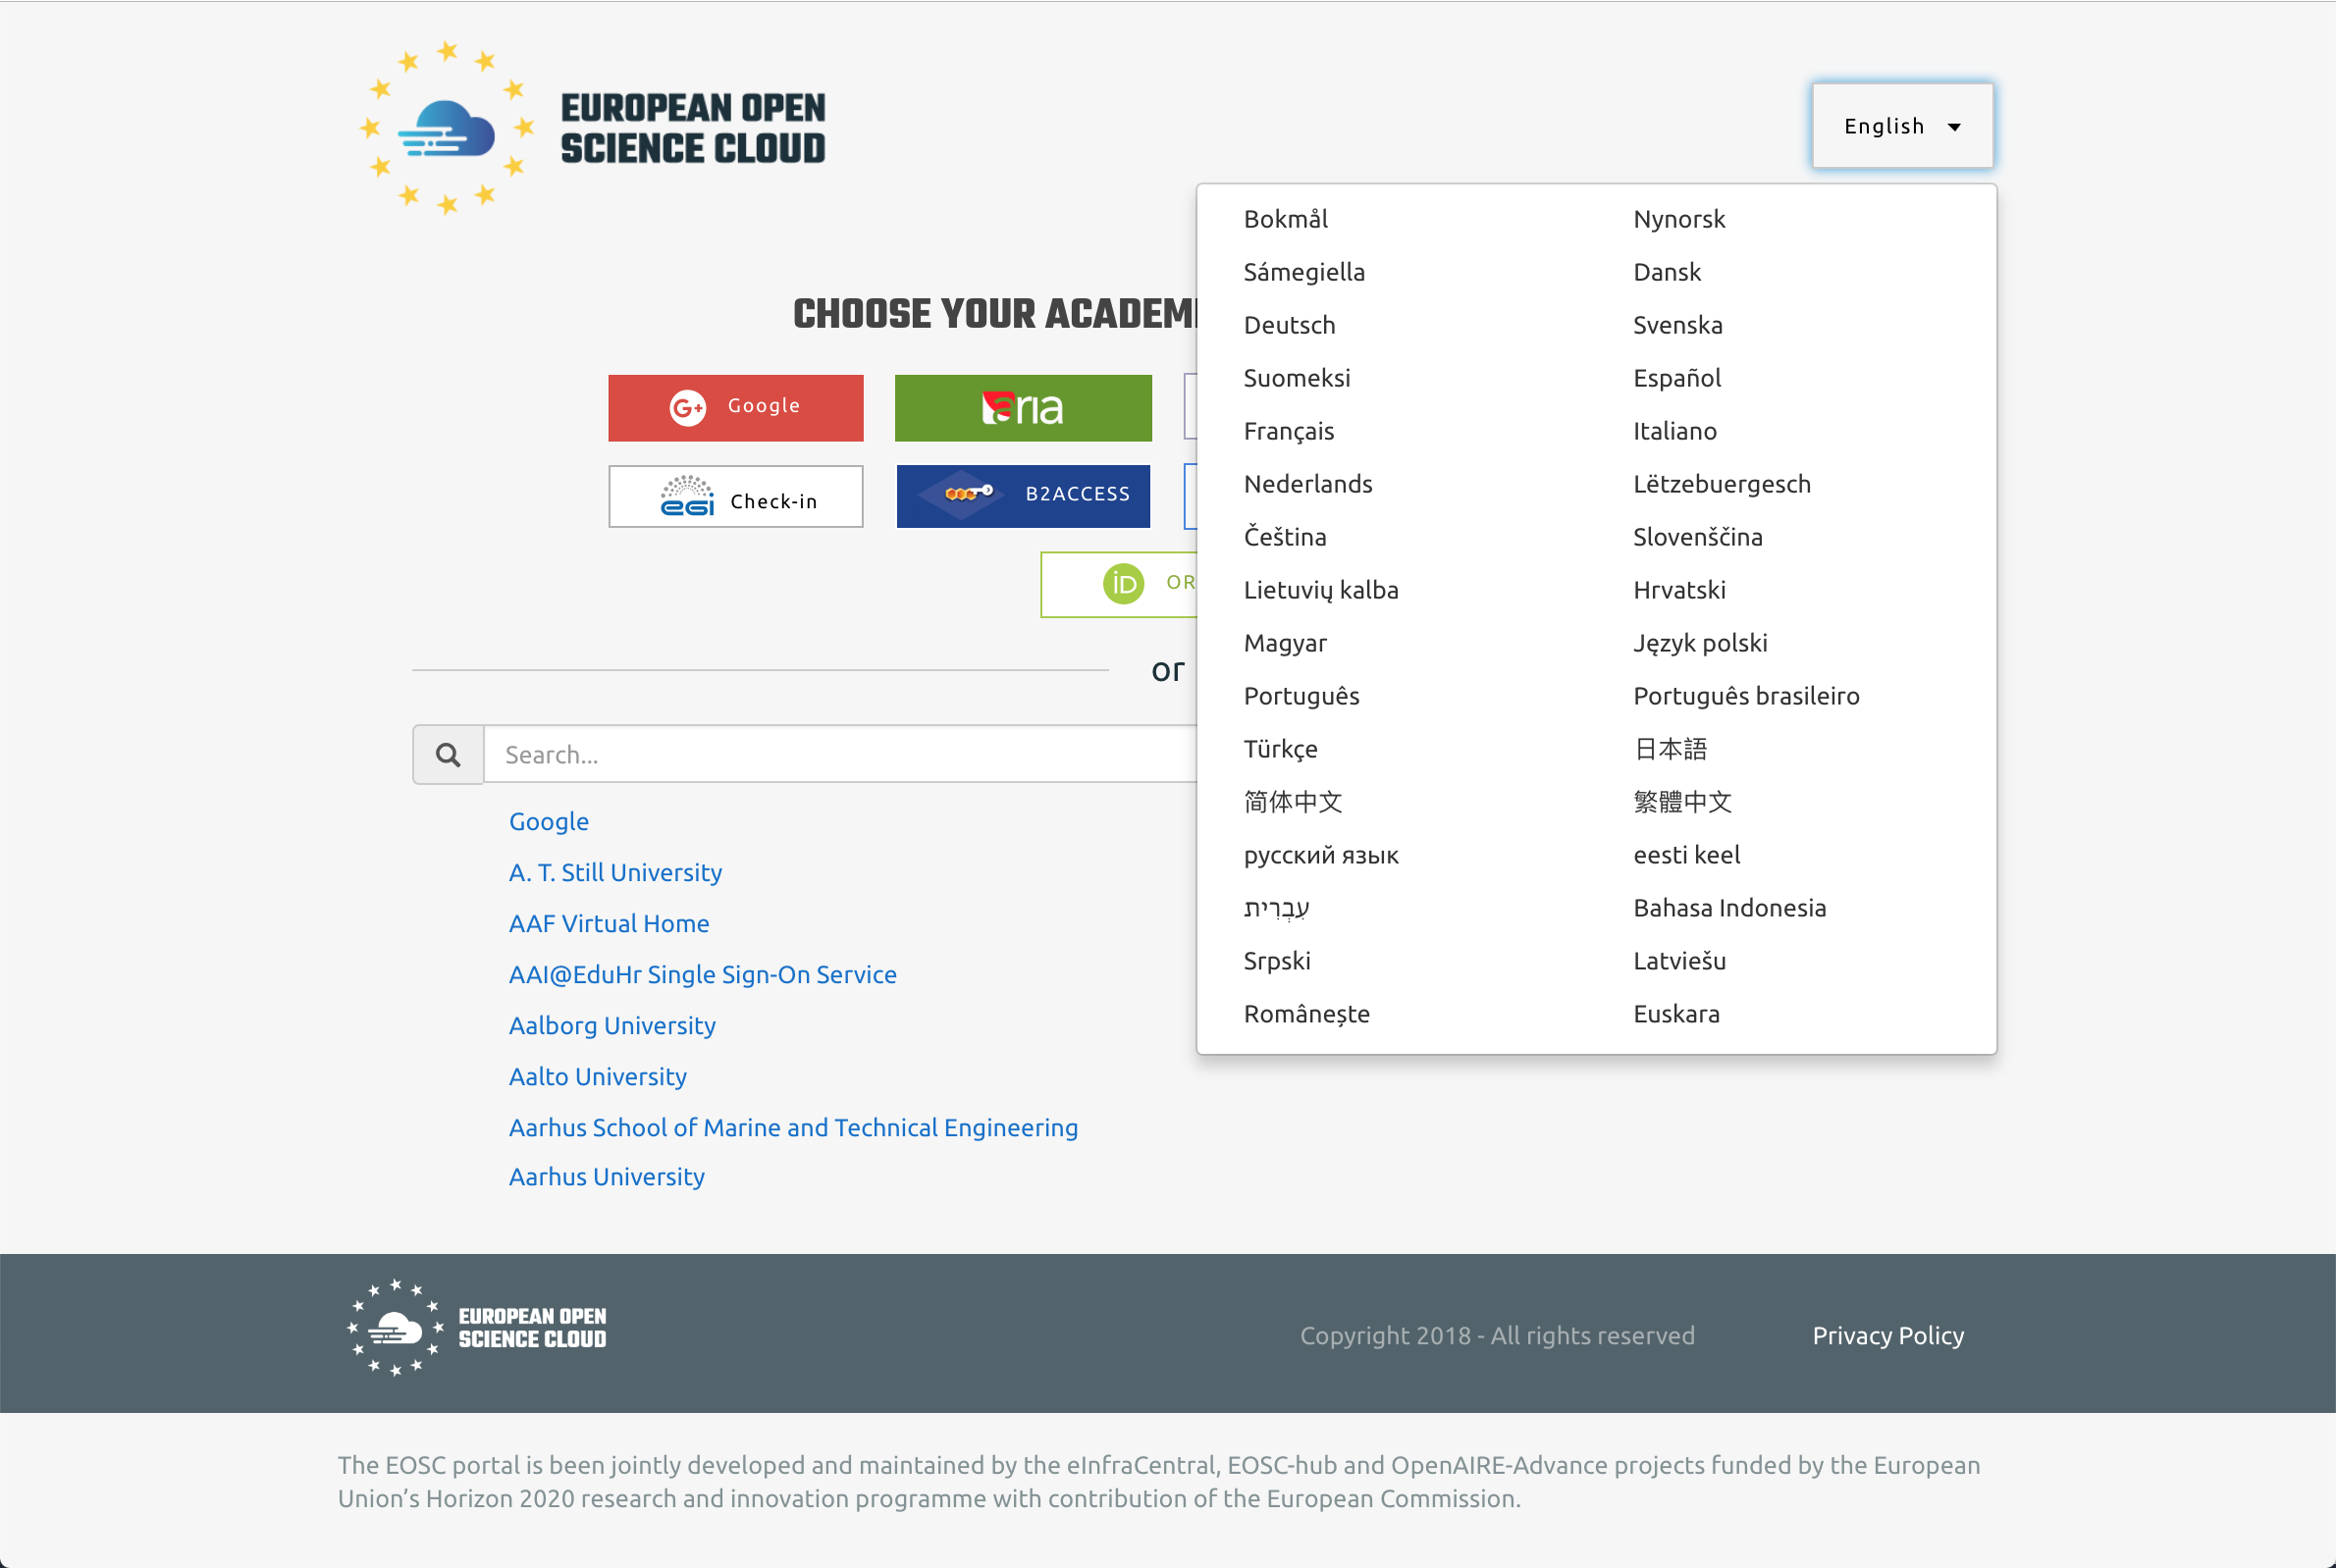 EUROPEAN OPEN
SCIENCE CLOUD
English
CHOOSE YOUR
Google
aria
egi Check-in
B2ACCESS
iD
or
Search...
Google
A. T. Still University
AAF Virtual Home
AAI@EduHr Single Sign-On Service
Aalborg University
Aalto University
Aarhus School of Marine and Technical Engineering
Aarhus University
Bokmål
Nynorsk
Sámegiella
Dansk
Deutsch
Svenska
Suomeksi
Español
Français
Italiano
Nederlands
Lëtzebuergesch
Čeština
Slovenščina
Lietuvių kalba
Hrvatski
Magyar
Język polski
Português
Português brasileiro
Türkçe
日本語
简体中文
繁體中文
русский язык
eesti keel
עִבְרִית
Bahasa Indonesia
Srpski
Latviešu
Românește
Euskara
EUROPEAN OPEN
SCIENCE CLOUD
Copyright 2018 - All rights reserved
Privacy Policy
The EOSC portal is been jointly developed and maintained by the eInfraCentral, EOSC-hub and OpenAIRE-Advance projects funded by the European
Union’s Horizon 2020 research and innovation programme with contribution of the European Commission.